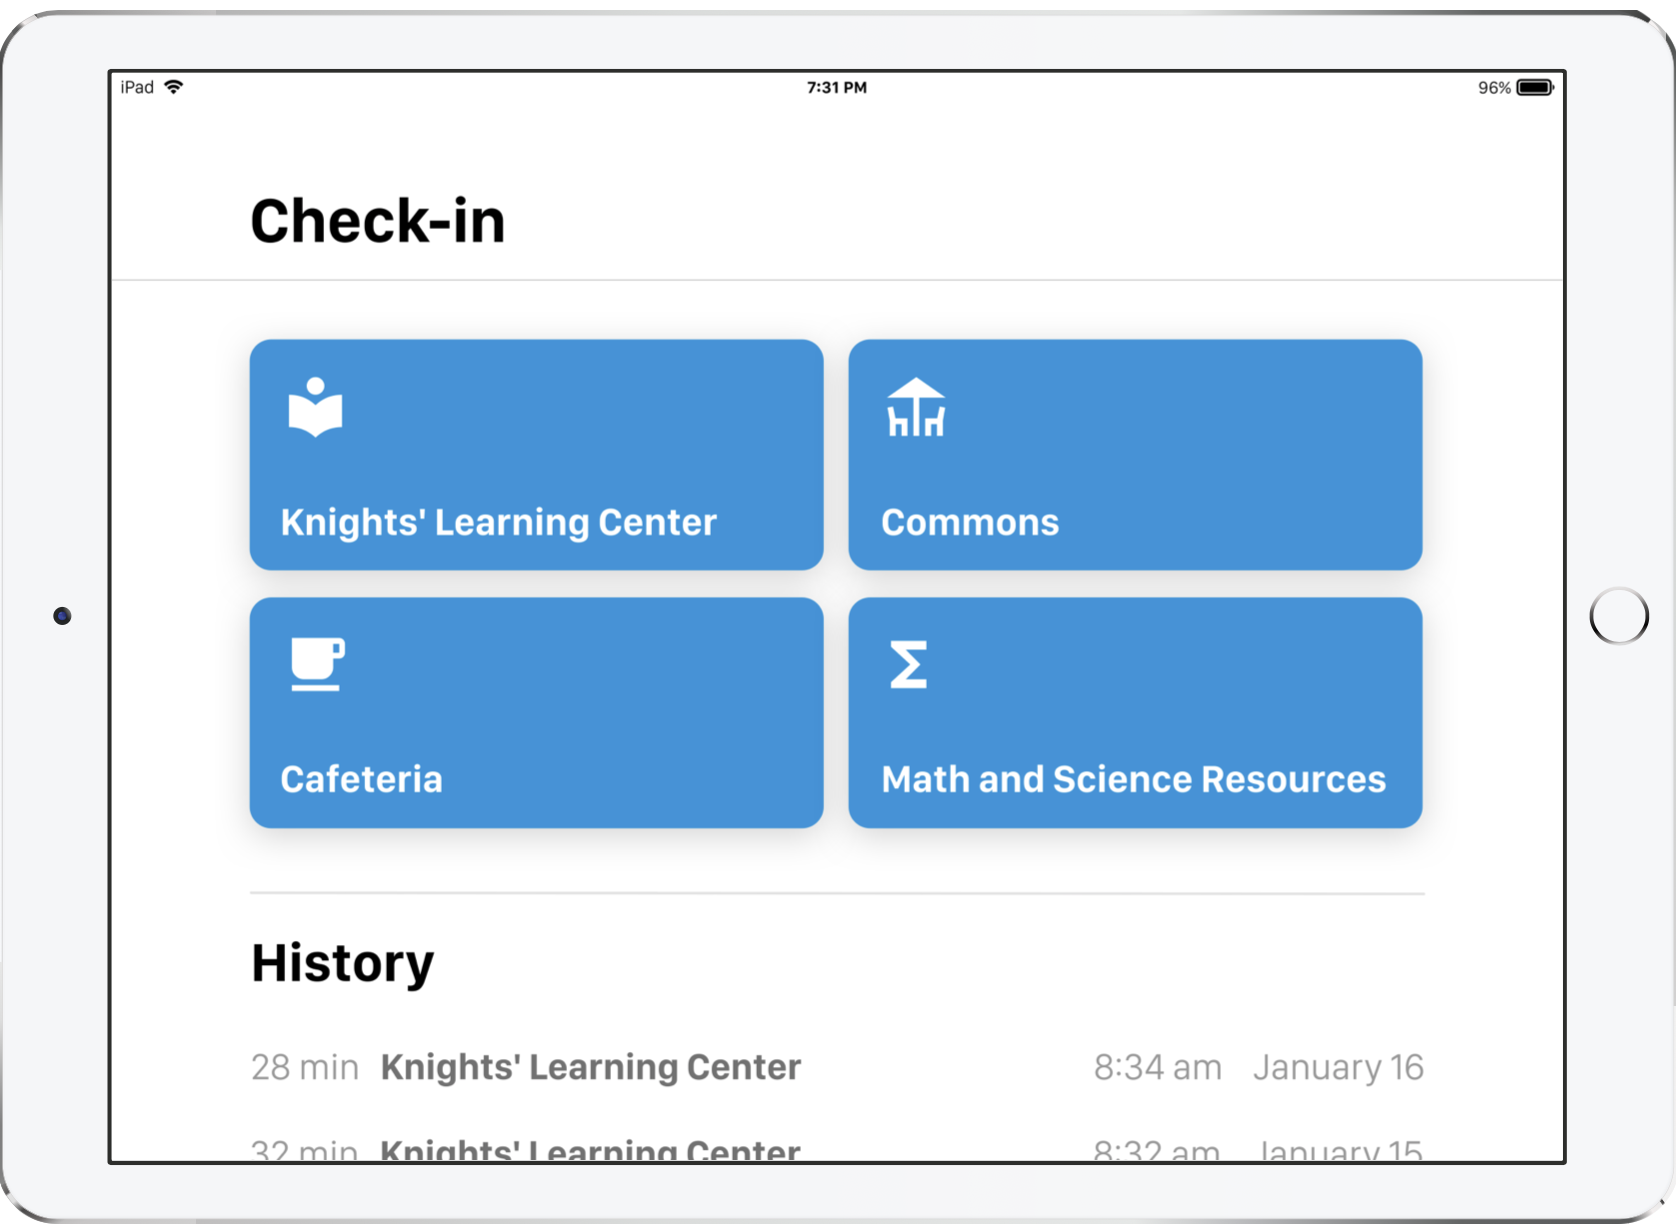 iPad 7:31 PM 96%
Check-in
Knights' Learning Center
Commons
Cafeteria
Math and Science Resources
History
28 min Knights' Learning Center 8:34 am January 16
32 min Knights' Learning Center 8:32 am January 15